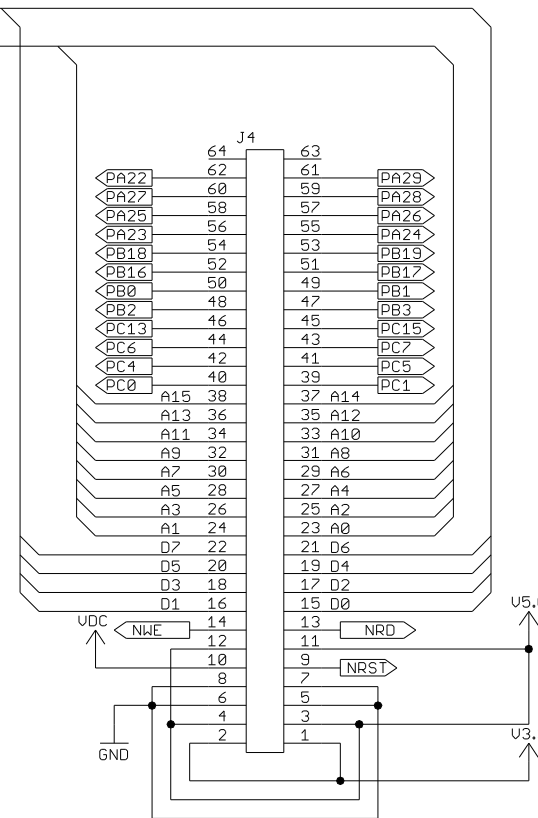 J4
64 63
PA22 62 61 PA29
PA27 60 59 PA28
PA25 58 57 PA26
PA23 56 55 PA24
PB18 54 53 PB19
PB16 52 51 PB17
PB0 50 49 PB1
PB2 48 47 PB3
PC13 46 45 PC15
PC6 44 43 PC7
PC4 42 41 PC5
PC0 40 39 PC1
A15 38 37 A14
A13 36 35 A12
A11 34 33 A10
A9 32 31 A8
A7 30 29 A6
A5 28 27 A4
A3 26 25 A2
A1 24 23 A0
D7 22 21 D6
D5 20 19 D4
D3 18 17 D2
D1 16 15 D0
VDC NWE 14 13 NRD V5.
12 11
10 9 NRST
8 7
6 5
4 3
GND 2 1 V3.